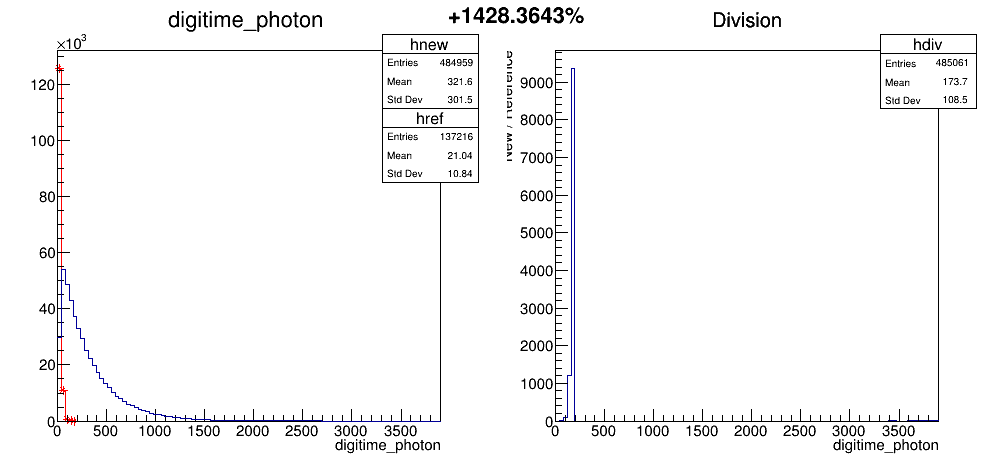 +1428.3643%
digitime_photon
×10³
hnew
Entries 484959
Mean 321.6
Std Dev 301.5
href
Entries 137216
Mean 21.04
Std Dev 10.84
120
100
80
60
40
20
0
0 500 1000 1500 2000 2500 3000 3500
digitime_photon
Division
hdiv
Entries 485061
Mean 173.7
Std Dev 108.5
New / Reference
9000
8000
7000
6000
5000
4000
3000
2000
1000
0
0 500 1000 1500 2000 2500 3000 3500
digitime_photon